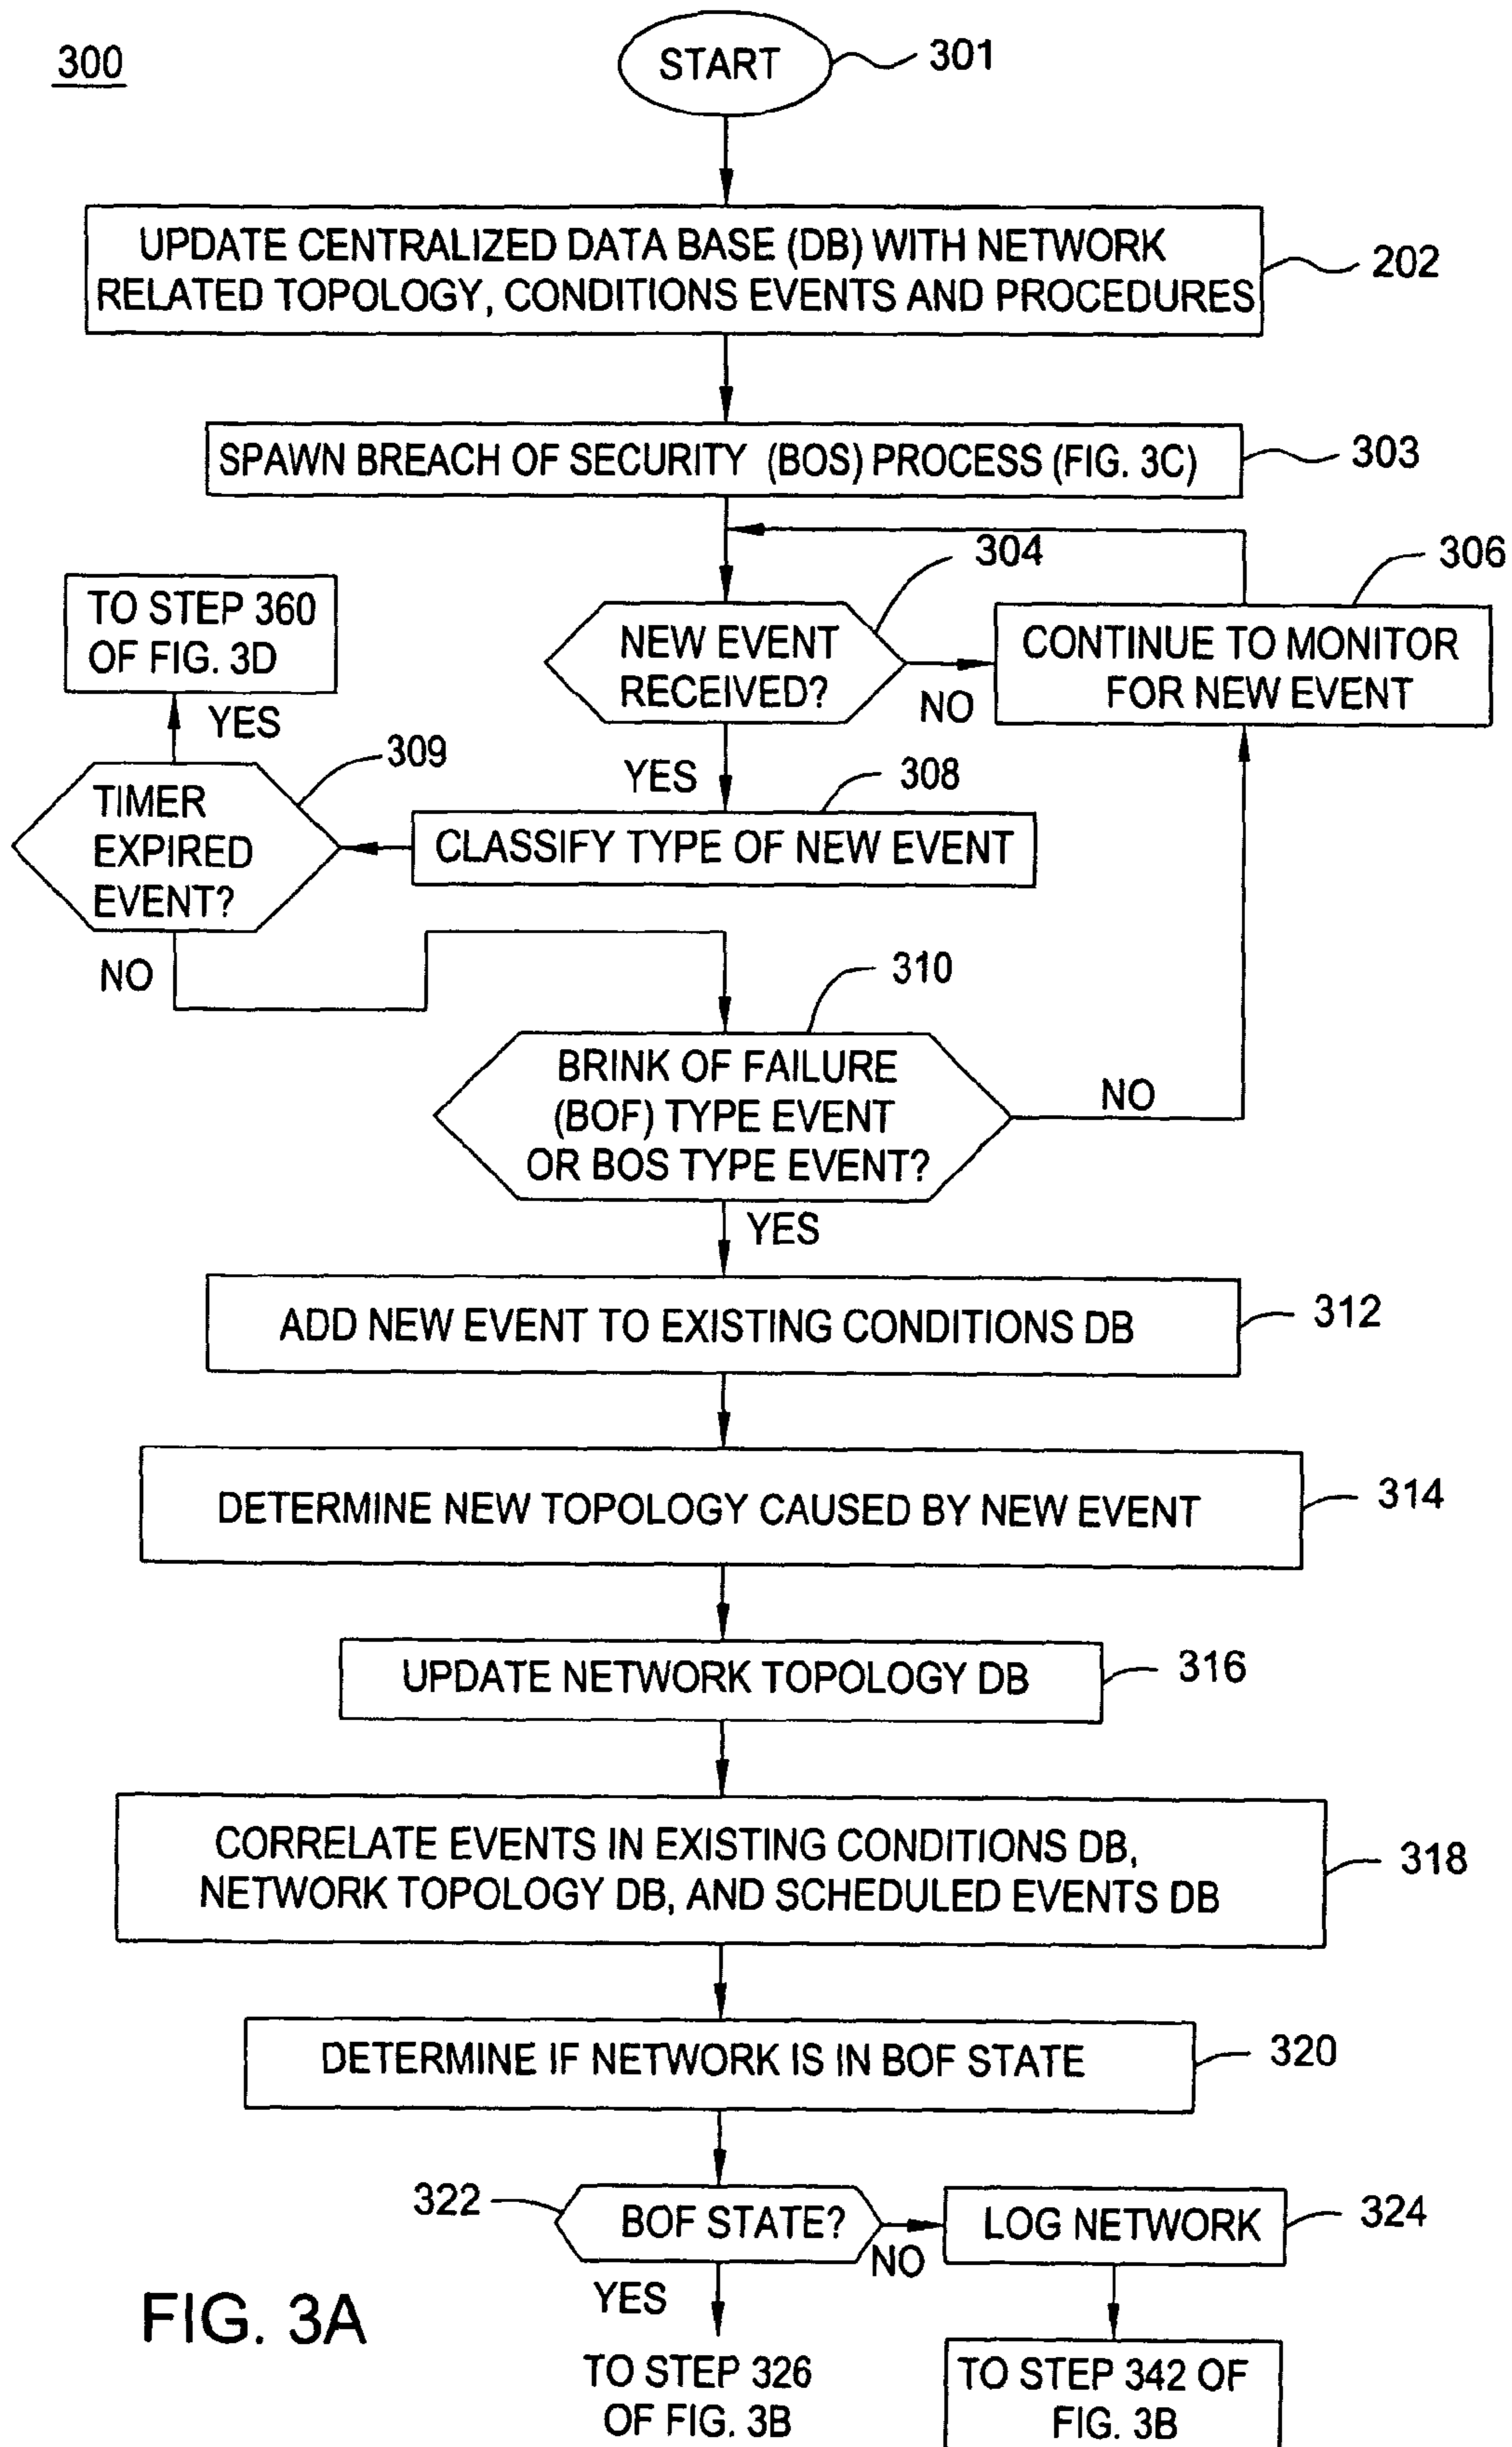 300
START
301
UPDATE CENTRALIZED DATA BASE (DB) WITH NETWORK
RELATED TOPOLOGY, CONDITIONS EVENTS AND PROCEDURES
202
SPAWN BREACH OF SECURITY (BOS) PROCESS (FIG. 3C)
303
304
306
TO STEP 360
OF FIG. 3D
NEW EVENT
RECEIVED?
NO
CONTINUE TO MONITOR
FOR NEW EVENT
YES
309
YES
308
TIMER
EXPIRED
EVENT?
CLASSIFY TYPE OF NEW EVENT
NO
310
BRINK OF FAILURE
(BOF) TYPE EVENT
OR BOS TYPE EVENT?
NO
YES
ADD NEW EVENT TO EXISTING CONDITIONS DB
312
DETERMINE NEW TOPOLOGY CAUSED BY NEW EVENT
314
UPDATE NETWORK TOPOLOGY DB
316
CORRELATE EVENTS IN EXISTING CONDITIONS DB,
NETWORK TOPOLOGY DB, AND SCHEDULED EVENTS DB
318
DETERMINE IF NETWORK IS IN BOF STATE
320
322
BOF STATE?
NO
LOG NETWORK
324
YES
TO STEP 326
OF FIG. 3B
TO STEP 342 OF
FIG. 3B
FIG. 3A